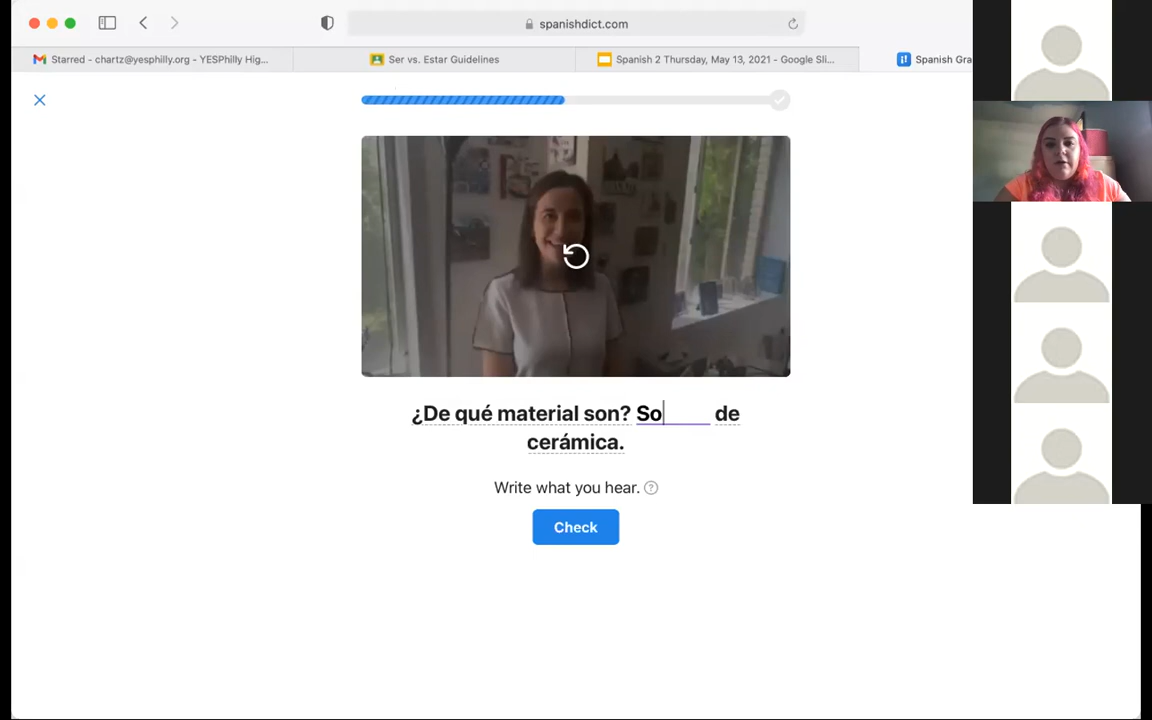 spanishdict.com
Starred - chartz@yesphilly.org - YESPhilly Hig...
Ser vs. Estar Guidelines
Spanish 2 Thursday, May 13, 2021 - Google Sli...
Spanish Gra
¿De qué material son? So____ de
cerámica.
Write what you hear. ?
Check